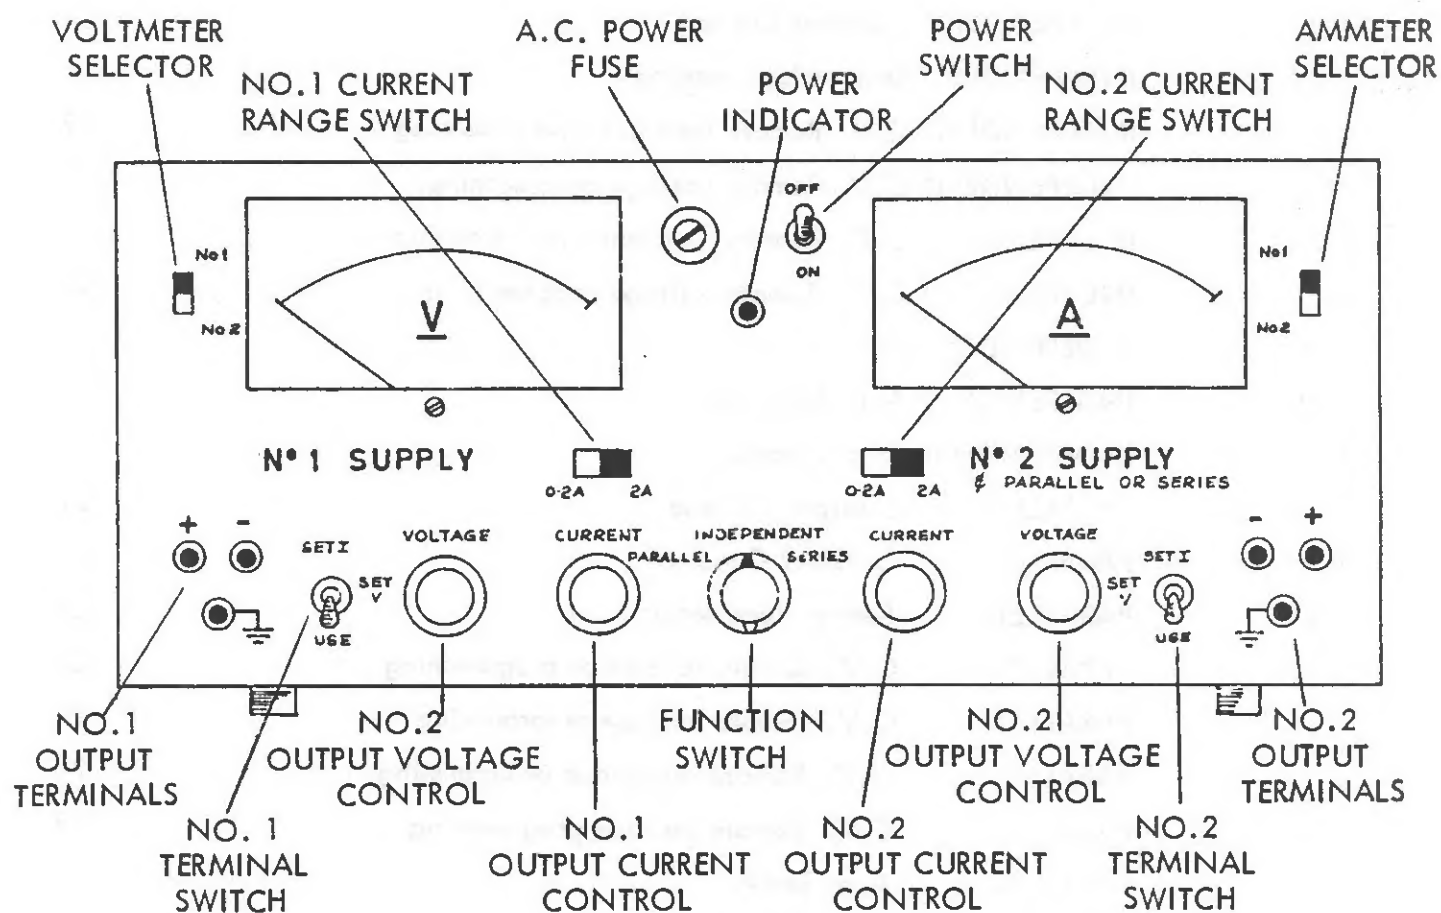 VOLTMETER
SELECTOR
A.C. POWER
FUSE
POWER
SWITCH
AMMETER
SELECTOR
NO.1 CURRENT
RANGE SWITCH
POWER
INDICATOR
NO.2 CURRENT
RANGE SWITCH
OFF
ON
No1
No2
V
A
No1
No2
Nº 1 SUPPLY
0·2A 2A
0·2A 2A
Nº 2 SUPPLY
& PARALLEL OR SERIES
+ -
SET I
SET
V
USE
VOLTAGE
CURRENT
INDEPENDENT
PARALLEL SERIES
CURRENT
VOLTAGE
SET I
SET
V
USE
- +
NO.1
OUTPUT
TERMINALS
NO. 1
TERMINAL
SWITCH
NO.2
OUTPUT VOLTAGE
CONTROL
NO.1
OUTPUT CURRENT
CONTROL
FUNCTION
SWITCH
NO.2
OUTPUT CURRENT
CONTROL
NO.2
OUTPUT VOLTAGE
CONTROL
NO.2
TERMINAL
SWITCH
NO.2
OUTPUT
TERMINALS